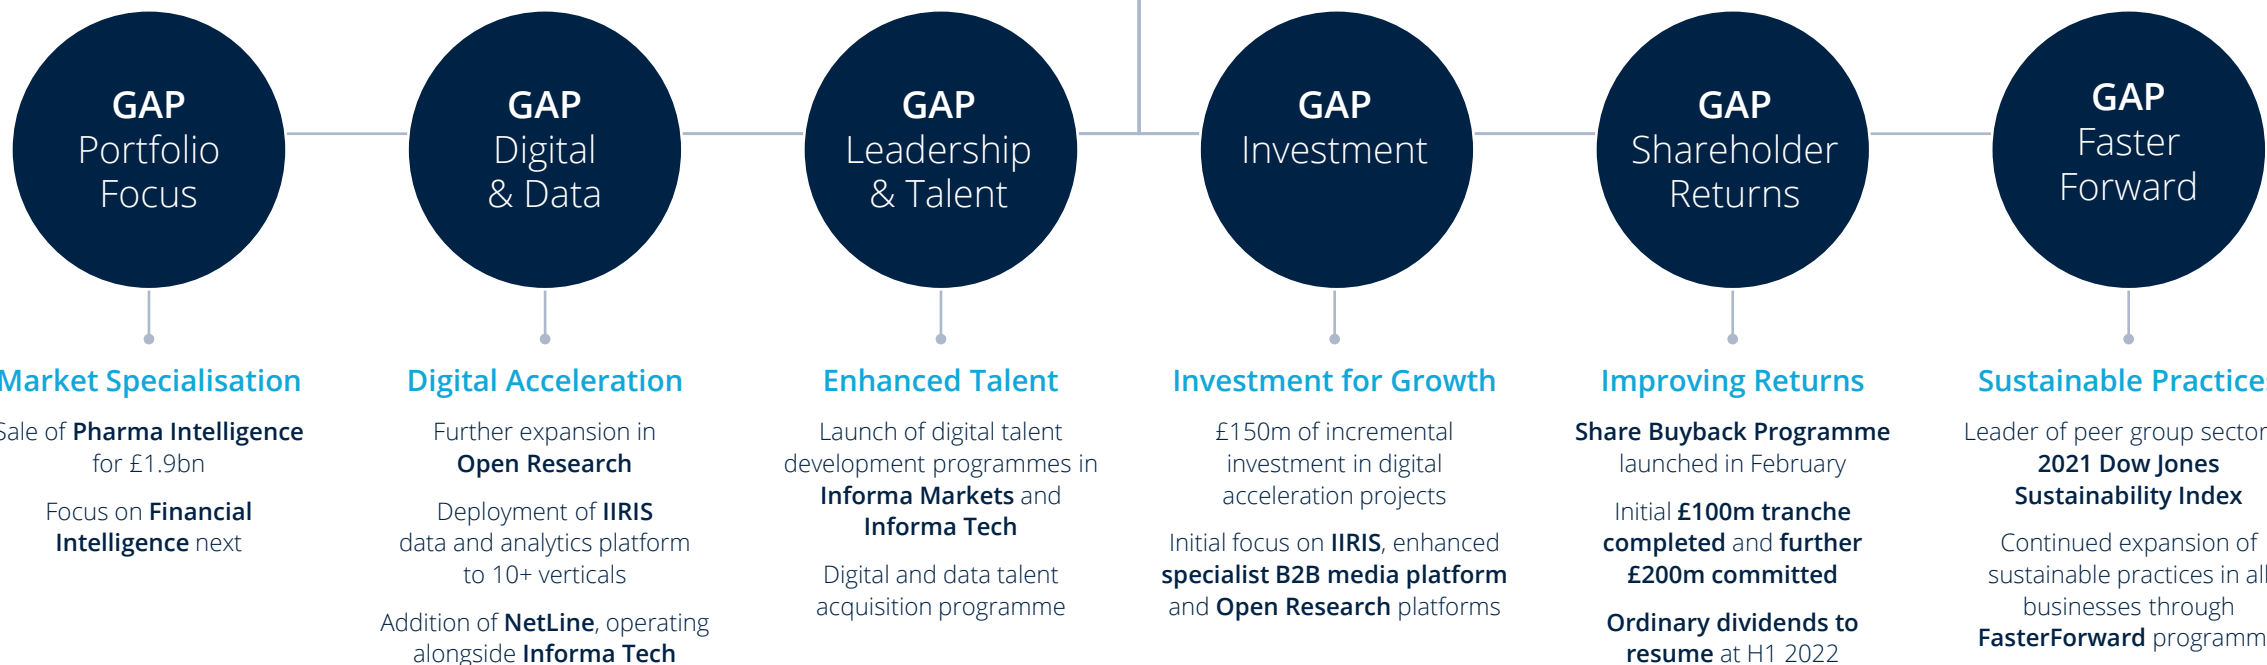 GAP
Portfolio
Focus
Market Specialisation
Sale of Pharma Intelligence
for £1.9bn
Focus on Financial
Intelligence next
GAP
Digital
& Data
Digital Acceleration
Further expansion in
Open Research
Deployment of IIRIS
data and analytics platform
to 10+ verticals
Addition of NetLine, operating
alongside Informa Tech
GAP
Leadership
& Talent
Enhanced Talent
Launch of digital talent
development programmes in
Informa Markets and
Informa Tech
Digital and data talent
acquisition programme
GAP
Investment
Investment for Growth
£150m of incremental
investment in digital
acceleration projects
Initial focus on IIRIS, enhanced
specialist B2B media platform
and Open Research platforms
GAP
Shareholder
Returns
Improving Returns
Share Buyback Programme
launched in February
Initial £100m tranche
completed and further
£200m committed
Ordinary dividends to
resume at H1 2022
GAP
Faster
Forward
Sustainable Practices
Leader of peer group sector
2021 Dow Jones
Sustainability Index
Continued expansion of
sustainable practices in all
businesses through
FasterForward programm